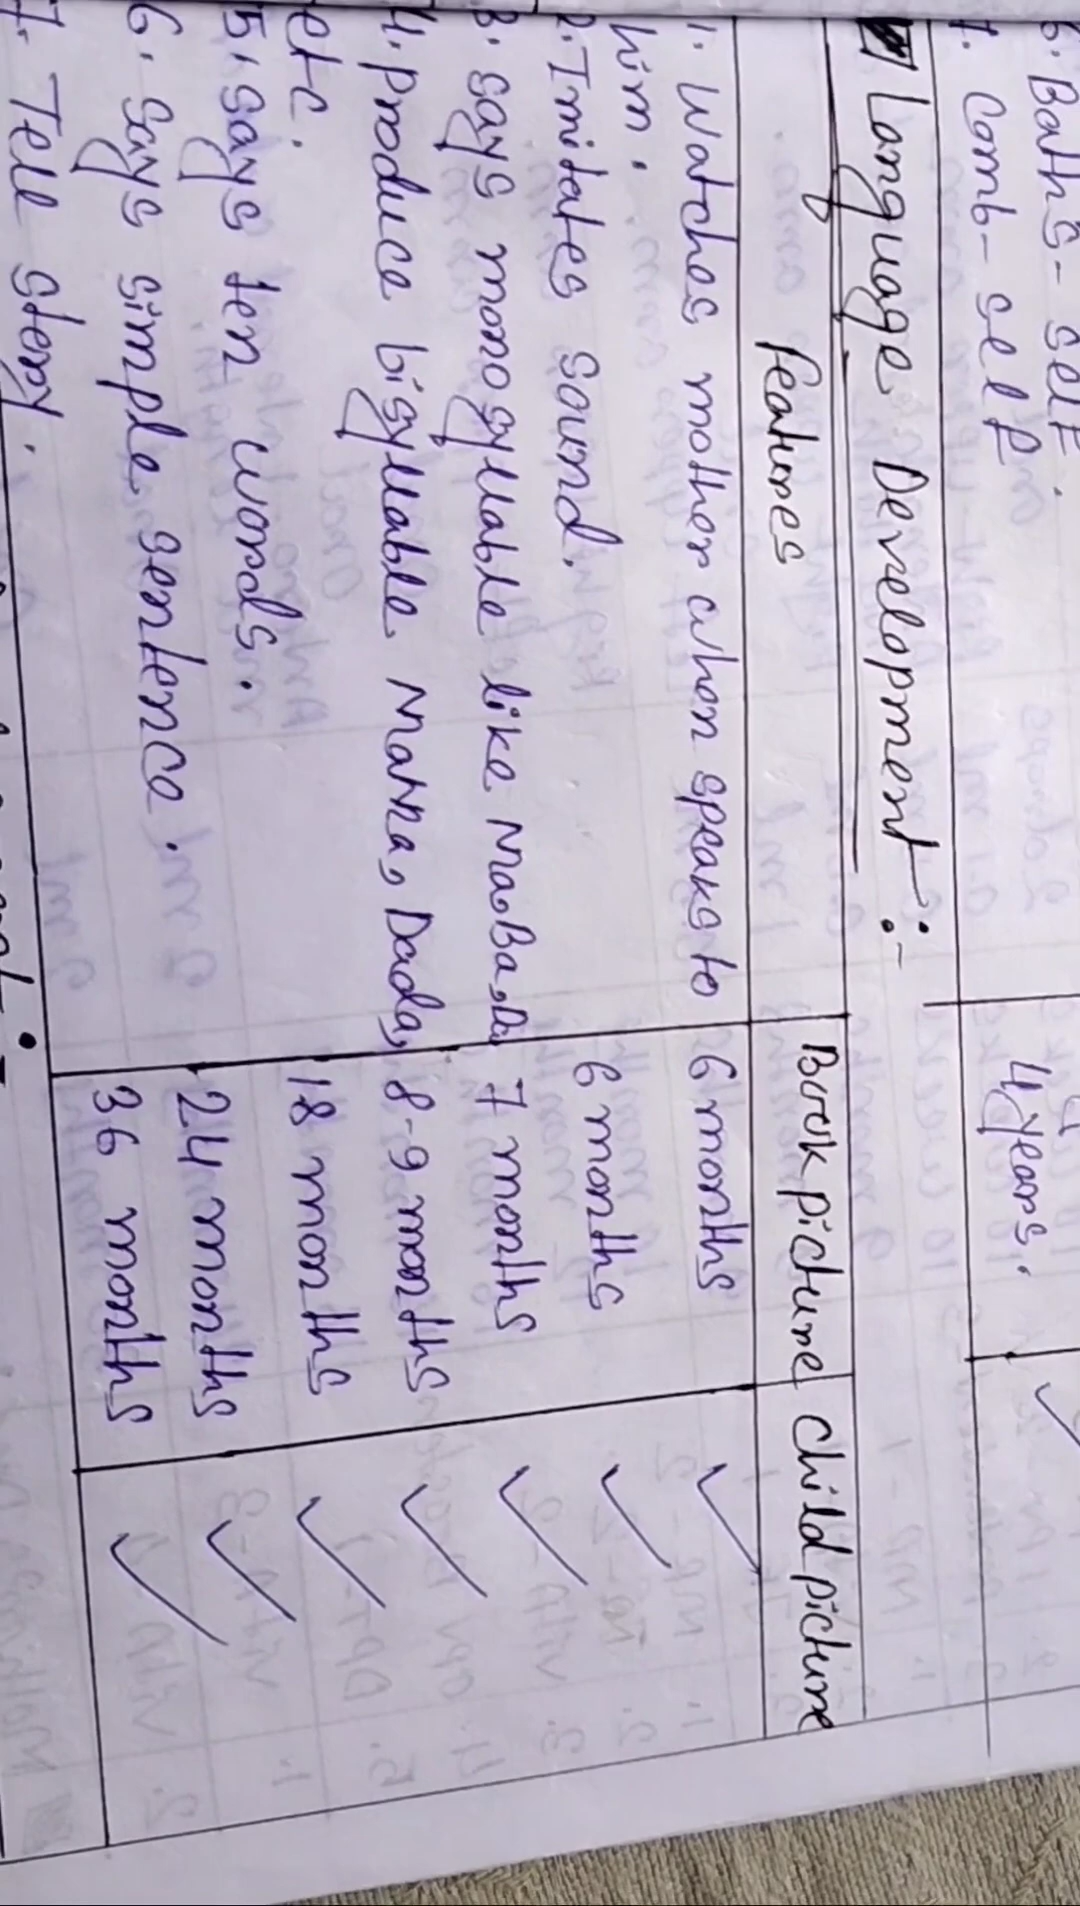 6. Baths- self.
7. Comb- self
4 years.
Language Development :-
features
Book picture
child picture
1. Watches mother when speaks to
him.
6 months
2. Imitates sound.
6 months
3. says monosyllable like Ma, Ba, Da
7 months
4. produce bisyllable Mama, Dada,
etc.
8-9 months
5. says ten words.
18 months
6. says simple sentence.
24 months
7. Tell story.
36 months